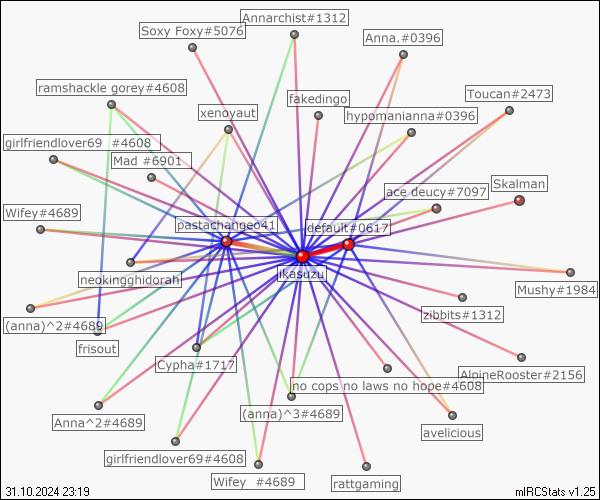 Annarchist#1312
Soxy Foxy#5076
Anna.#0396
ramshackle gorey#4608
Toucan#2473
fakedingo
xenoyaut
hypomanianna#0396
girlfriendlover69 #4608
Mad #6901
ace deucy#7097
Skalman
Wifey#4689
pastachangeo41
default#0617
neokingghidorah
ikasuzu
Mushy#1984
zibbits#1312
(anna)^2#4689
frisout
Cypha#1717
AlpineRooster#2156
no cops no laws no hope#4608
(anna)^3#4689
Anna^2#4689
avelicious
girlfriendlover69#4608
Wifey #4689
rattgaming
31.10.2024 23:19
mIRCStats v1.25